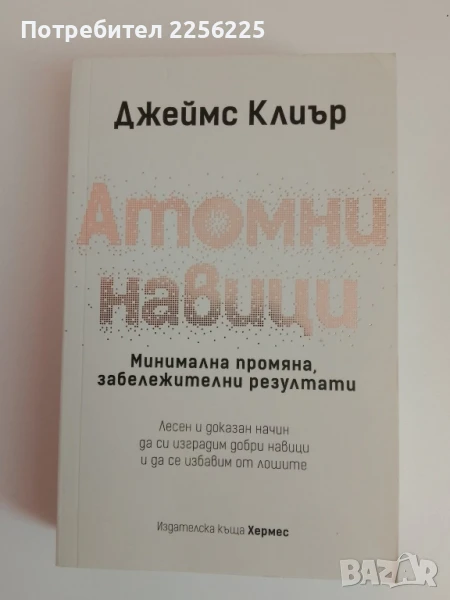 Потребител 2256225
Джеймс Клиър
Атомни
навици
Минимална промяна,
забележителни резултати
Лесен и доказан начин
да си изградим добри навици
и да се избавим от лошите
Издателска къща Хермес
BAZAR